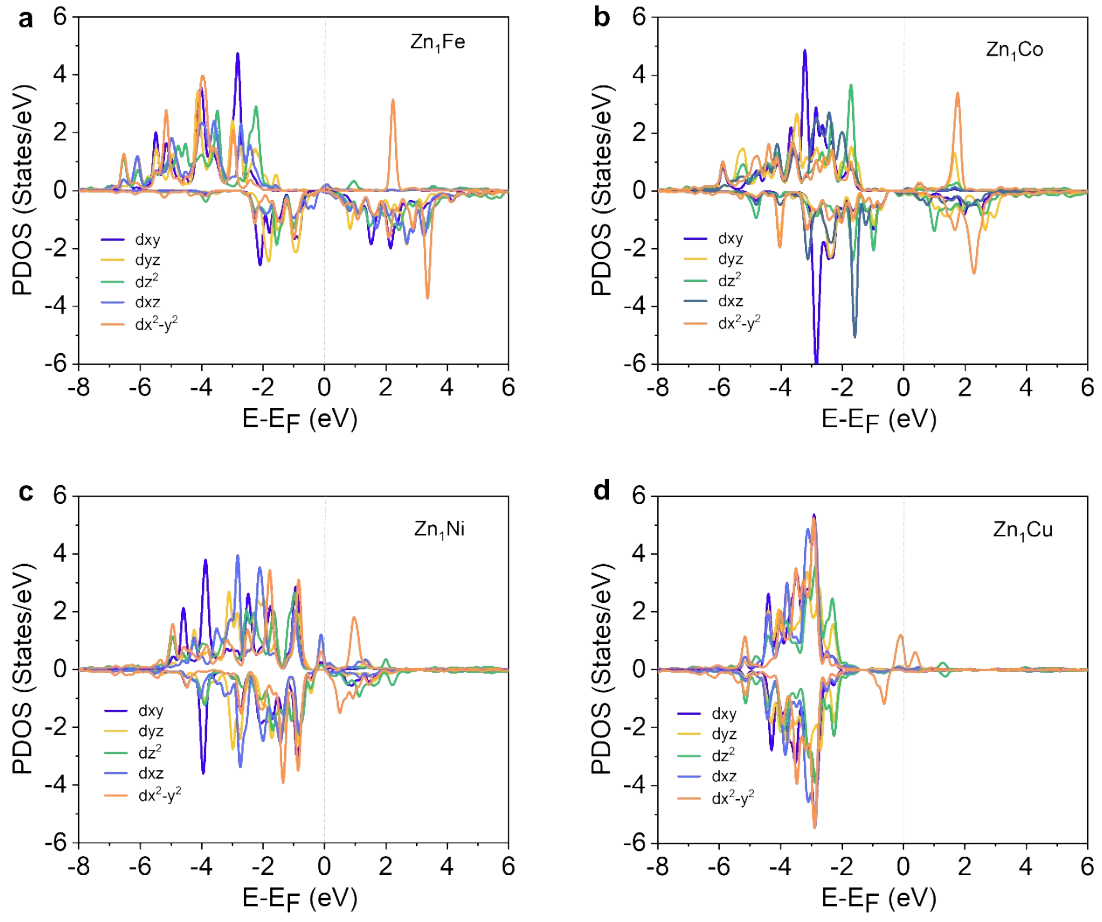 a
Zn₁Fe
PDOS (States/eV)
6
4
2
0
-2
-4
-6
dxy
dyz
dz²
dxz
dx²-y²
-8 -6 -4 -2 0 2 4 6
E-E_F (eV)
b
Zn₁Co
PDOS (States/eV)
6
4
2
0
-2
-4
-6
dxy
dyz
dz²
dxz
dx²-y²
-8 -6 -4 -2 0 2 4 6
E-E_F (eV)
c
Zn₁Ni
PDOS (States/eV)
6
4
2
0
-2
-4
-6
dxy
dyz
dz²
dxz
dx²-y²
-8 -6 -4 -2 0 2 4 6
E-E_F (eV)
d
Zn₁Cu
PDOS (States/eV)
6
4
2
0
-2
-4
-6
dxy
dyz
dz²
dxz
dx²-y²
-8 -6 -4 -2 0 2 4 6
E-E_F (eV)